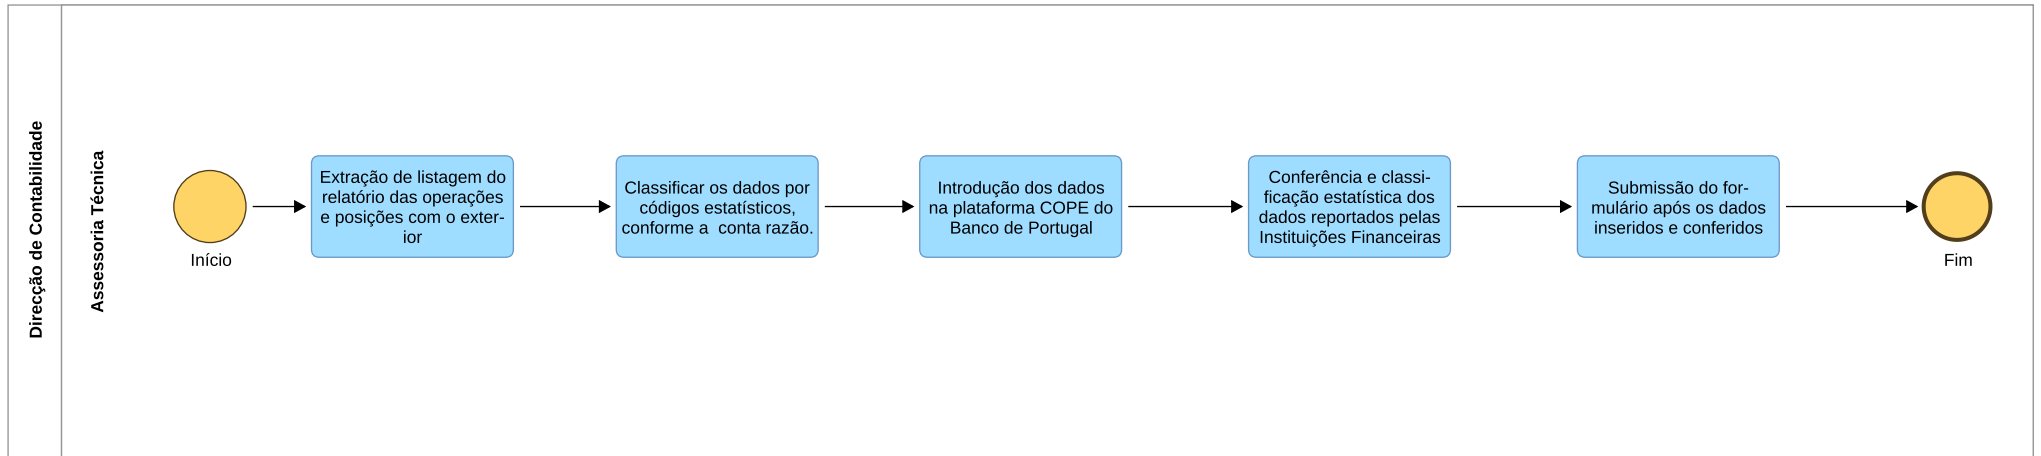 Direcção de Contabilidade
Assessoria Técnica
Início
Extração de listagem do
relatório das operações
e posições com o exter-
ior
Classificar os dados por
códigos estatísticos,
conforme a  conta razão.
Introdução dos dados
na plataforma COPE do
Banco de Portugal
Conferência e classi-
ficação estatística dos
dados reportados pelas
Instituições Financeiras
Submissão do for-
mulário após os dados
inseridos e conferidos
Fim